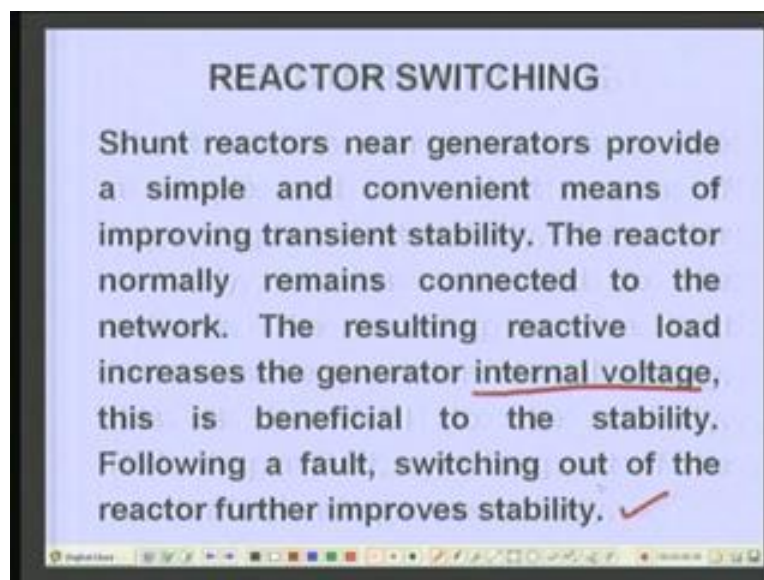 REACTOR SWITCHING
Shunt reactors near generators provide
a simple and convenient means of
improving transient stability. The reactor
normally remains connected to the
network. The resulting reactive load
increases the generator internal voltage,
this is beneficial to the stability.
Following a fault, switching out of the
reactor further improves stability.